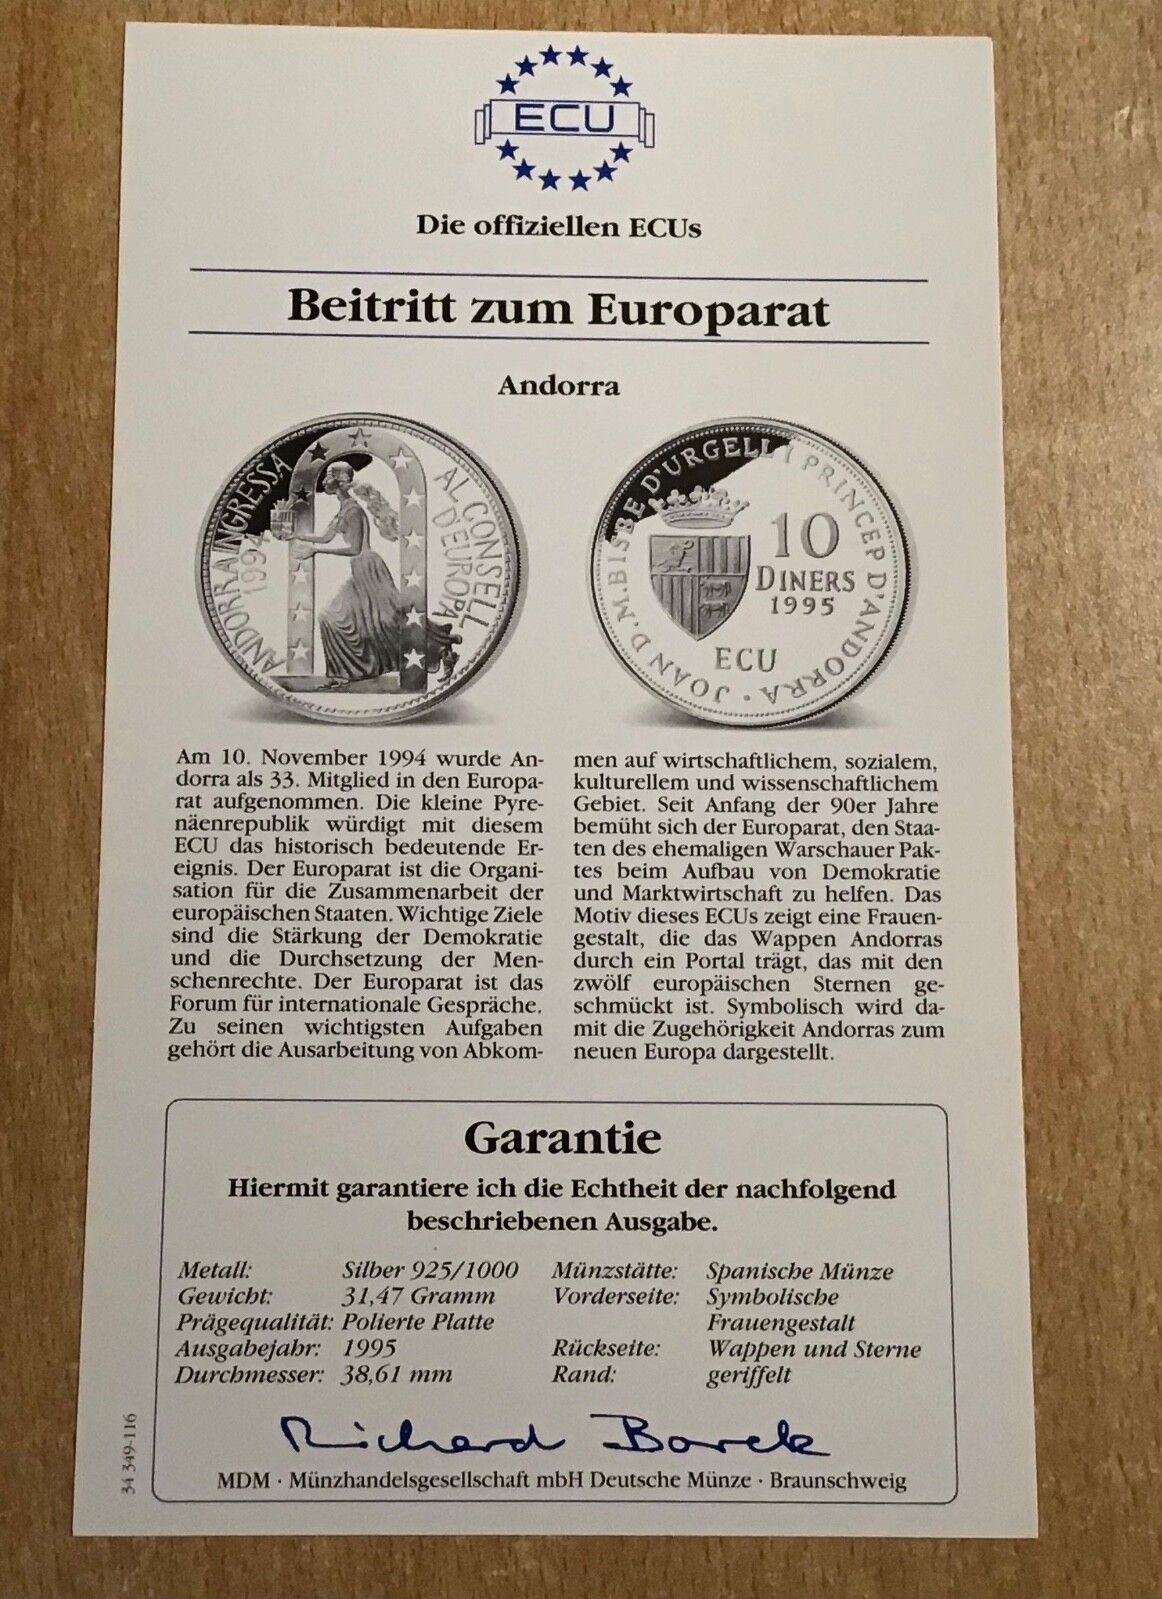 ECU
Die offiziellen ECUs
Beitritt zum Europarat
Andorra
ANDORRA INGRESSA
1994
AL CONSELL
D'EUROPA
JOAN D.M. BISBE D'URGELL I PRINCEP D'ANDORRA ·
10
DINERS
1995
ECU
Am 10. November 1994 wurde An-
dorra als 33. Mitglied in den Europa-
rat aufgenommen. Die kleine Pyre-
näenrepublik würdigt mit diesem
ECU das historisch bedeutende Er-
eignis. Der Europarat ist die Organi-
sation für die Zusammenarbeit der
europäischen Staaten. Wichtige Ziele
sind die Stärkung der Demokratie
und die Durchsetzung der Men-
schenrechte. Der Europarat ist das
Forum für internationale Gespräche.
Zu seinen wichtigsten Aufgaben
gehört die Ausarbeitung von Abkom-
men auf wirtschaftlichem, sozialem,
kulturellem und wissenschaftlichem
Gebiet. Seit Anfang der 90er Jahre
bemüht sich der Europarat, den Staa-
ten des ehemaligen Warschauer Pak-
tes beim Aufbau von Demokratie
und Marktwirtschaft zu helfen. Das
Motiv dieses ECUs zeigt eine Frauen-
gestalt, die das Wappen Andorras
durch ein Portal trägt, das mit den
zwölf europäischen Sternen ge-
schmückt ist. Symbolisch wird da-
mit die Zugehörigkeit Andorras zum
neuen Europa dargestellt.
Garantie
Hiermit garantiere ich die Echtheit der nachfolgend
beschriebenen Ausgabe.
Metall: Silber 925/1000
Gewicht: 31,47 Gramm
Prägequalität: Polierte Platte
Ausgabejahr: 1995
Durchmesser: 38,61 mm
Münzstätte: Spanische Münze
Vorderseite: Symbolische
Frauengestalt
Rückseite: Wappen und Sterne
Rand: geriffelt
Richard Borek
MDM · Münzhandelsgesellschaft mbH Deutsche Münze · Braunschweig
34 349-116